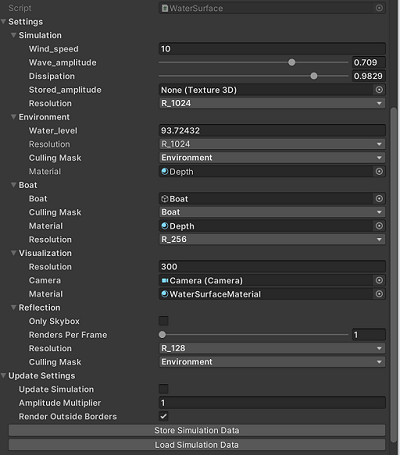 Script WaterSurface
Settings
Simulation
Wind_speed 10
Wave_amplitude 0.709
Dissipation 0.9829
Stored_amplitude None (Texture 3D)
Resolution R_1024
Environment
Water_level 93.72432
Resolution R_1024
Culling Mask Environment
Material Depth
Boat
Boat Boat
Culling Mask Boat
Material Depth
Resolution R_256
Visualization
Resolution 300
Camera Camera (Camera)
Material WaterSurfaceMaterial
Reflection
Only Skybox
Renders Per Frame 1
Resolution R_128
Culling Mask Environment
Update Settings
Update Simulation
Amplitude Multiplier 1
Render Outside Borders
Store Simulation Data
Load Simulation Data